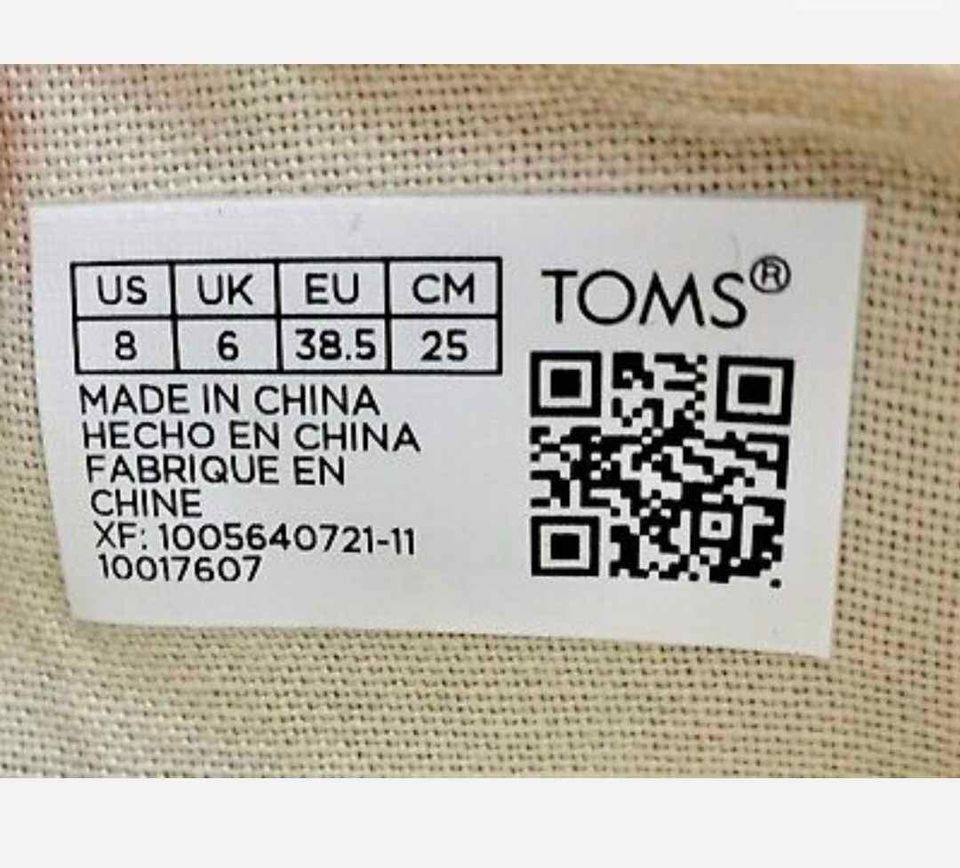 US UK EU CM
8 6 38.5 25
MADE IN CHINA
HECHO EN CHINA
FABRIQUE EN
CHINE
XF: 1005640721-11
10017607
TOMS®